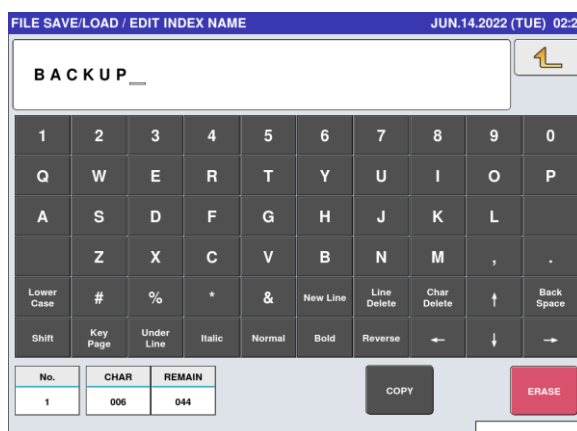 FILE SAVE/LOAD / EDIT INDEX NAME JUN.14.2022 (TUE) 02:2
BACKUP_
1 2 3 4 5 6 7 8 9 0
Q W E R T Y U I O P
A S D F G H J K L
Z X C V B N M , .
Lower Case # % * & New Line Line Delete Char Delete ↑ Back Space
Shift Key Page Under Line Italic Normal Bold Reverse ← ↓ →
No. CHAR REMAIN
1 006 044
COPY ERASE